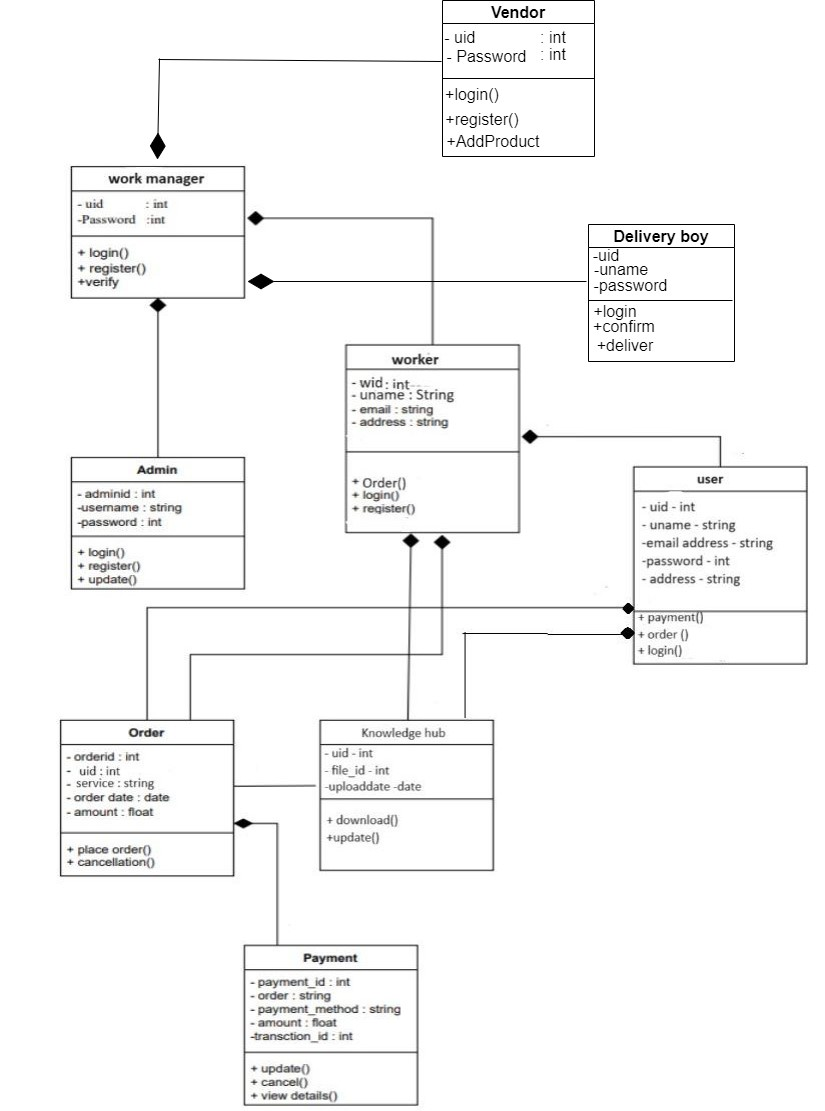 Vendor
- uid : int
- Password : int
+login()
+register()
+AddProduct
work manager
- uid : int
-Password :int
+ login()
+ register()
+verify
Delivery boy
-uid
-uname
-password
+login
+confirm
+deliver
worker
- wid : int
- uname : String
- email : string
- address : string
+ Order()
+ login()
+ register()
Admin
- adminid : int
-username : string
-password : int
+ login()
+ register()
+ update()
user
- uid - int
- uname - string
-email address - string
-password - int
- address - string
+ payment()
+ order ()
+ login()
Order
- orderid : int
- uid : int
- service : string
- order date : date
- amount : float
+ place order()
+ cancellation()
Knowledge hub
- uid - int
- file_id - int
-uploaddate -date
+ download()
+update()
Payment
- payment_id : int
- order : string
- payment_method : string
- amount : float
-transction_id : int
+ update()
+ cancel()
+ view details()